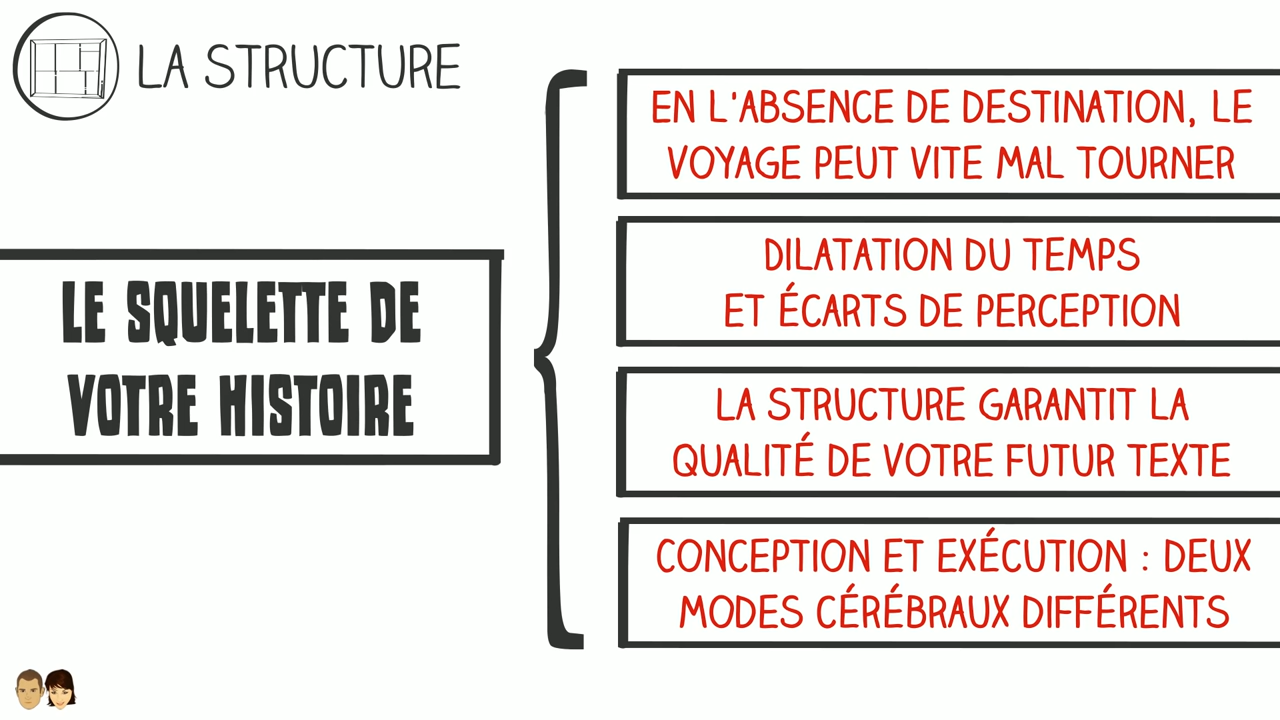 LA STRUCTURE
LE SQUELETTE DE
VOTRE HISTOIRE
EN L'ABSENCE DE DESTINATION, LE
VOYAGE PEUT VITE MAL TOURNER
DILATATION DU TEMPS
ET ÉCARTS DE PERCEPTION
LA STRUCTURE GARANTIT LA
QUALITÉ DE VOTRE FUTUR TEXTE
CONCEPTION ET EXÉCUTION : DEUX
MODES CÉRÉBRAUX DIFFÉRENTS